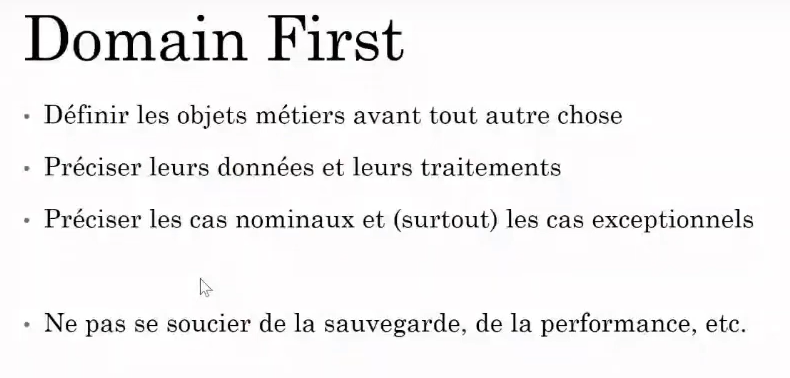 Domain First
• Définir les objets métiers avant tout autre chose
• Préciser leurs données et leurs traitements
• Préciser les cas nominaux et (surtout) les cas exceptionnels
• Ne pas se soucier de la sauvegarde, de la performance, etc.